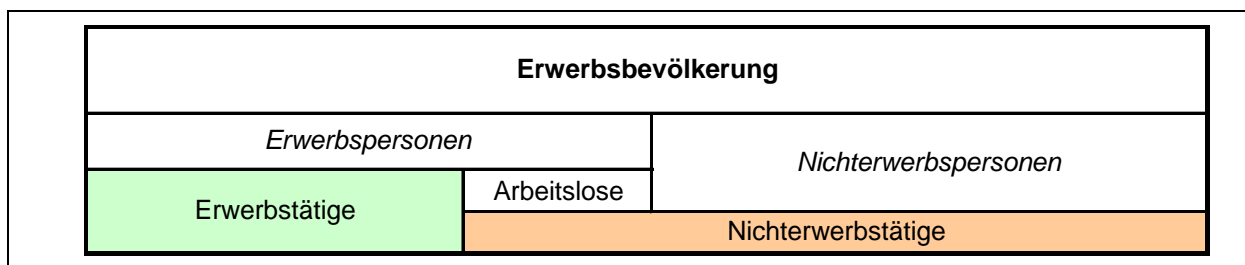 Erwerbsbevölkerung
Erwerbspersonen
Nichterwerbspersonen
Erwerbstätige
Arbeitslose
Nichterwerbstätige